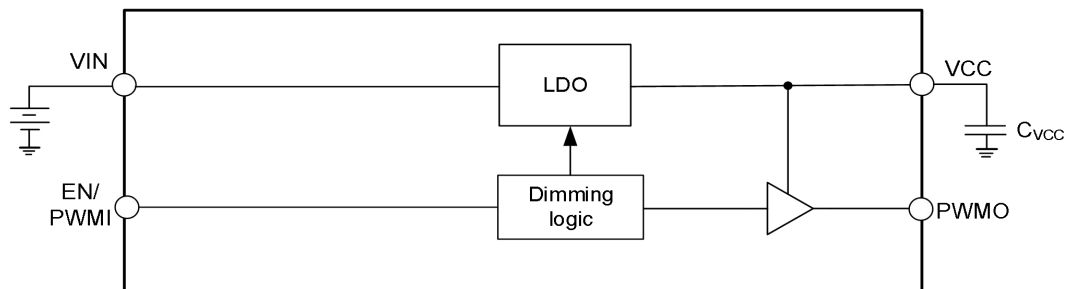 VIN
LDO
VCC
CVCC
EN/
PWMI
Dimming
logic
PWMO